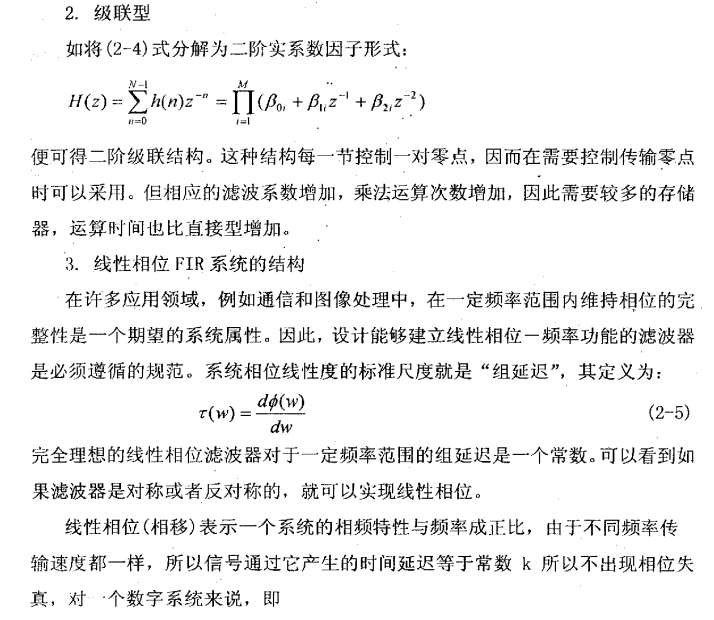 2. 级联型
如将(2-4)式分解为二阶实系数因子形式：
H(z) = \sum_{n=0}^{N-1} h(n)z^{-n} = \prod_{i=1}^{M} (β_{0i} + β_{1i}z^{-1} + β_{2i}z^{-2})
便可得二阶级联结构。这种结构每一节控制一对零点，因而在需要控制传输零点
时可以采用。但相应的滤波系数增加，乘法运算次数增加，因此需要较多的存储
器，运算时间也比直接型增加。
3. 线性相位 FIR 系统的结构
在许多应用领域，例如通信和图像处理中，在一定频率范围内维持相位的完
整性是一个期望的系统属性。因此，设计能够建立线性相位－频率功能的滤波器
是必须遵循的规范。系统相位线性度的标准尺度就是“组延迟”，其定义为：
τ(w) = \frac{dϕ(w)}{dw} (2-5)
完全理想的线性相位滤波器对于一定频率范围的组延迟是一个常数。可以看到如
果滤波器是对称或者反对称的，就可以实现线性相位。
线性相位(相移)表示一个系统的相频特性与频率成正比，由于不同频率传
输速度都一样，所以信号通过它产生的时间延迟等于常数 k 所以不出现相位失
真，对一个数字系统来说，即